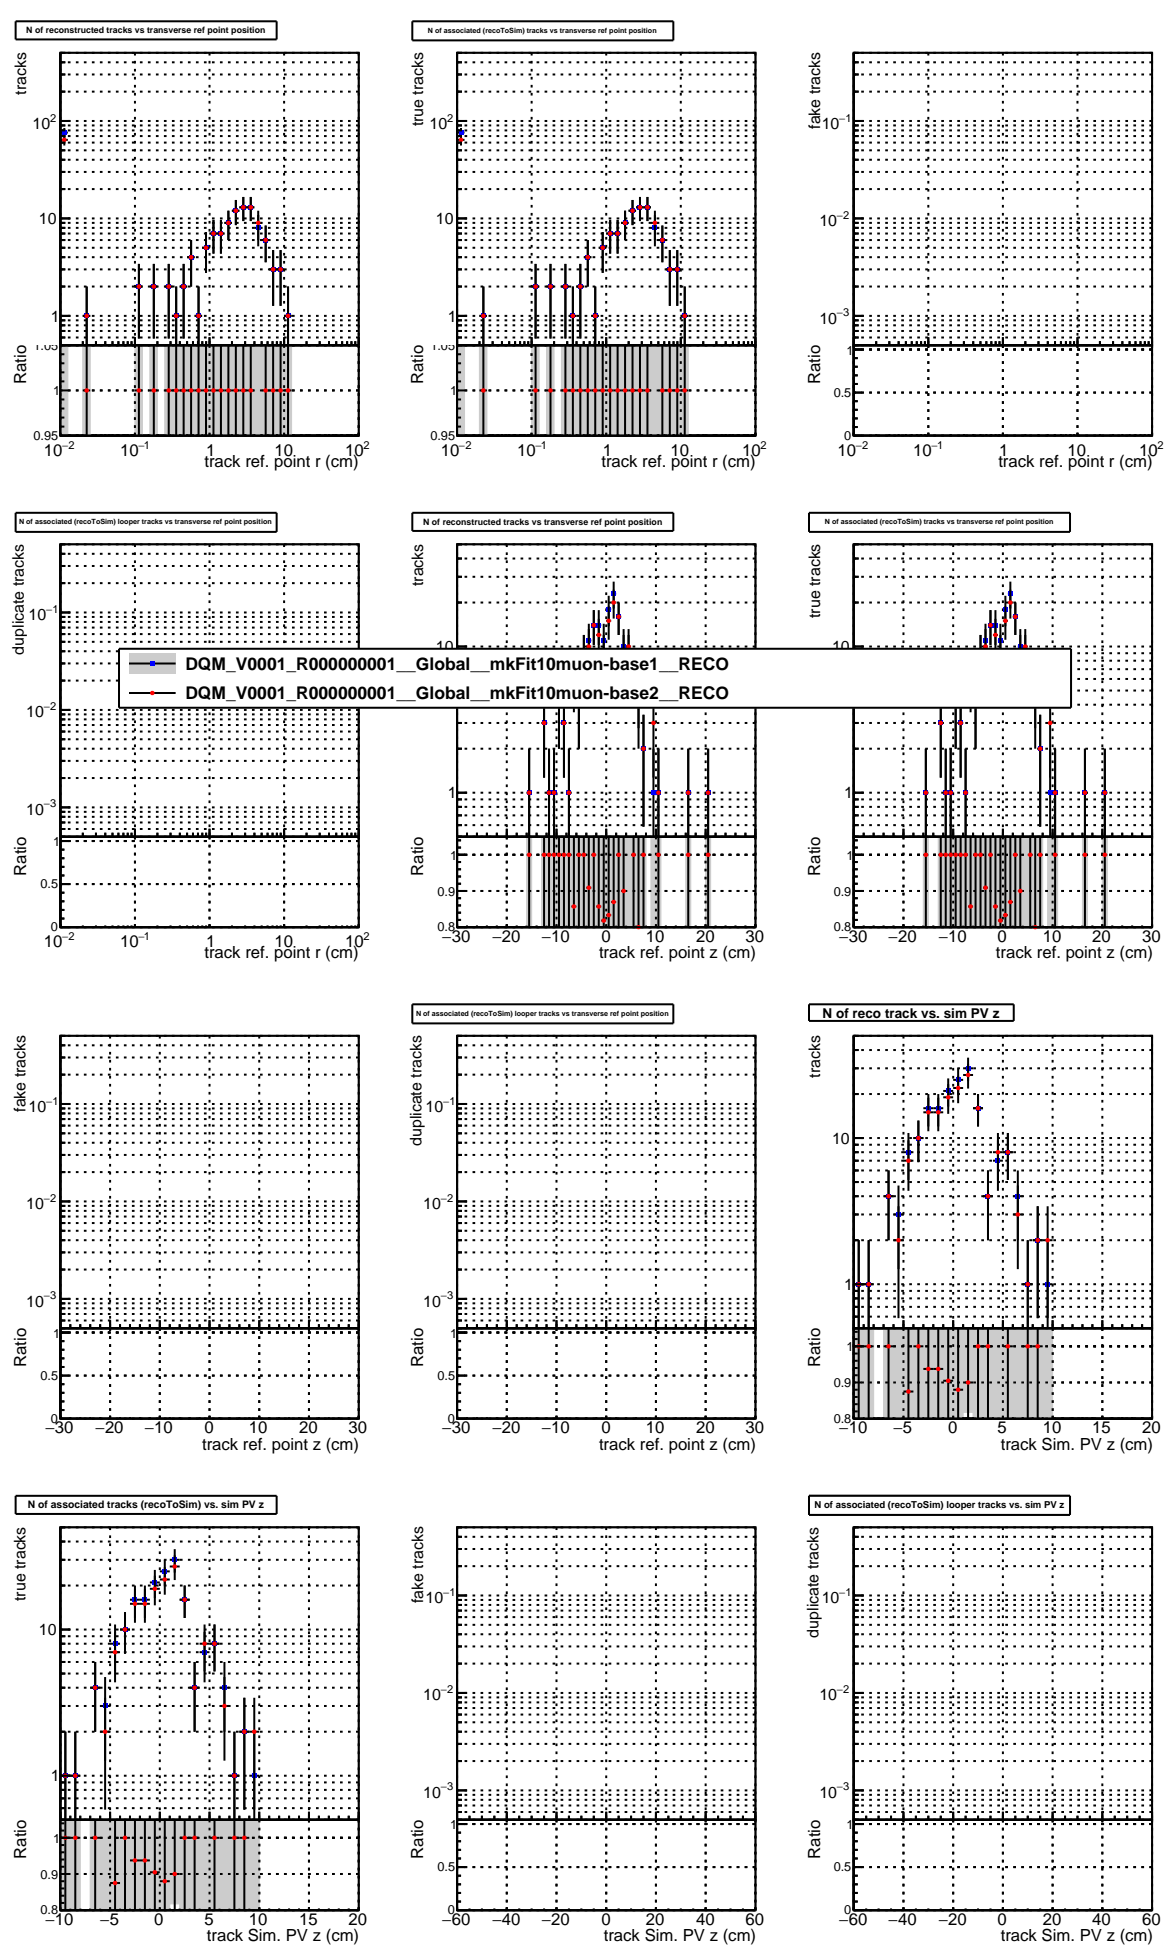 N of reconstructed tracks vs transverse ref point position
tracks
10²
10
1
Ratio
1.05
1
0.95
10⁻² 10⁻¹ 1 10 10²
track ref. point r (cm)
N of associated (recoToSim) tracks vs transverse ref point position
true tracks
10²
10
1
Ratio
1.05
1
0.95
10⁻² 10⁻¹ 1 10 10²
track ref. point r (cm)
fake tracks
10⁻¹
10⁻²
10⁻³
Ratio
1
0.5
0
10⁻² 10⁻¹ 1 10 10²
track ref. point r (cm)
N of associated (recoToSim) looper tracks vs transverse ref point position
duplicate tracks
10⁻¹
10⁻²
10⁻³
Ratio
1
0.5
0
10⁻² 10⁻¹ 1 10 10²
track ref. point r (cm)
N of reconstructed tracks vs transverse ref point position
tracks
10
1
Ratio
1
0.9
0.8
−30 −20 −10 0 10 20 30
track ref. point z (cm)
N of associated (recoToSim) tracks vs transverse ref point position
true tracks
10
1
Ratio
1
0.9
0.8
−30 −20 −10 0 10 20 30
track ref. point z (cm)
DQM_V0001_R000000001__Global__mkFit10muon-base1__RECO
DQM_V0001_R000000001__Global__mkFit10muon-base2__RECO
fake tracks
10⁻¹
10⁻²
10⁻³
Ratio
1
0.5
0
−30 −20 −10 0 10 20 30
track ref. point z (cm)
N of associated (recoToSim) looper tracks vs transverse ref point position
duplicate tracks
10⁻¹
10⁻²
10⁻³
Ratio
1
0.5
0
−30 −20 −10 0 10 20 30
track ref. point z (cm)
N of reco track vs. sim PV z
tracks
10
1
Ratio
1
0.9
0.8
−10 −5 0 5 10 15 20
track Sim. PV z (cm)
N of associated tracks (recoToSim) vs. sim PV z
true tracks
10
1
Ratio
1
0.9
0.8
−10 −5 0 5 10 15 20
track Sim. PV z (cm)
fake tracks
10⁻¹
10⁻²
10⁻³
Ratio
1
0.5
0
−60 −40 −20 0 20 40 60
track Sim. PV z (cm)
N of associated (recoToSim) looper tracks vs. sim PV z
duplicate tracks
10⁻¹
10⁻²
10⁻³
Ratio
1
0.5
0
−60 −40 −20 0 20 40 60
track Sim. PV z (cm)